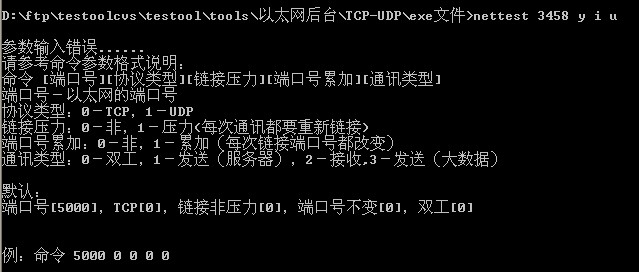 D:\ftp\testoolcvs\testool\tools\以太网后台\TCP-UDP\exe文件>nettest 3458 y i u
参数输入错误......
请参考命令参数格式说明:
命令 [端口号][协议类型][链接压力][端口号累加][通讯类型]
端口号－以太网的端口号
协议类型: 0－TCP, 1－UDP
链接压力: 0－非, 1－压力<每次通讯都要重新链接>
端口号累加: 0－非, 1－累加（每次链接端口号都改变）
通讯类型: 0－双工, 1－发送（服务器）, 2－接收.3－发送（大数据）
默认:
端口号[5000], TCP[0], 链接非压力[0], 端口号不变[0], 双工[0]
例: 命令 5000 0 0 0 0